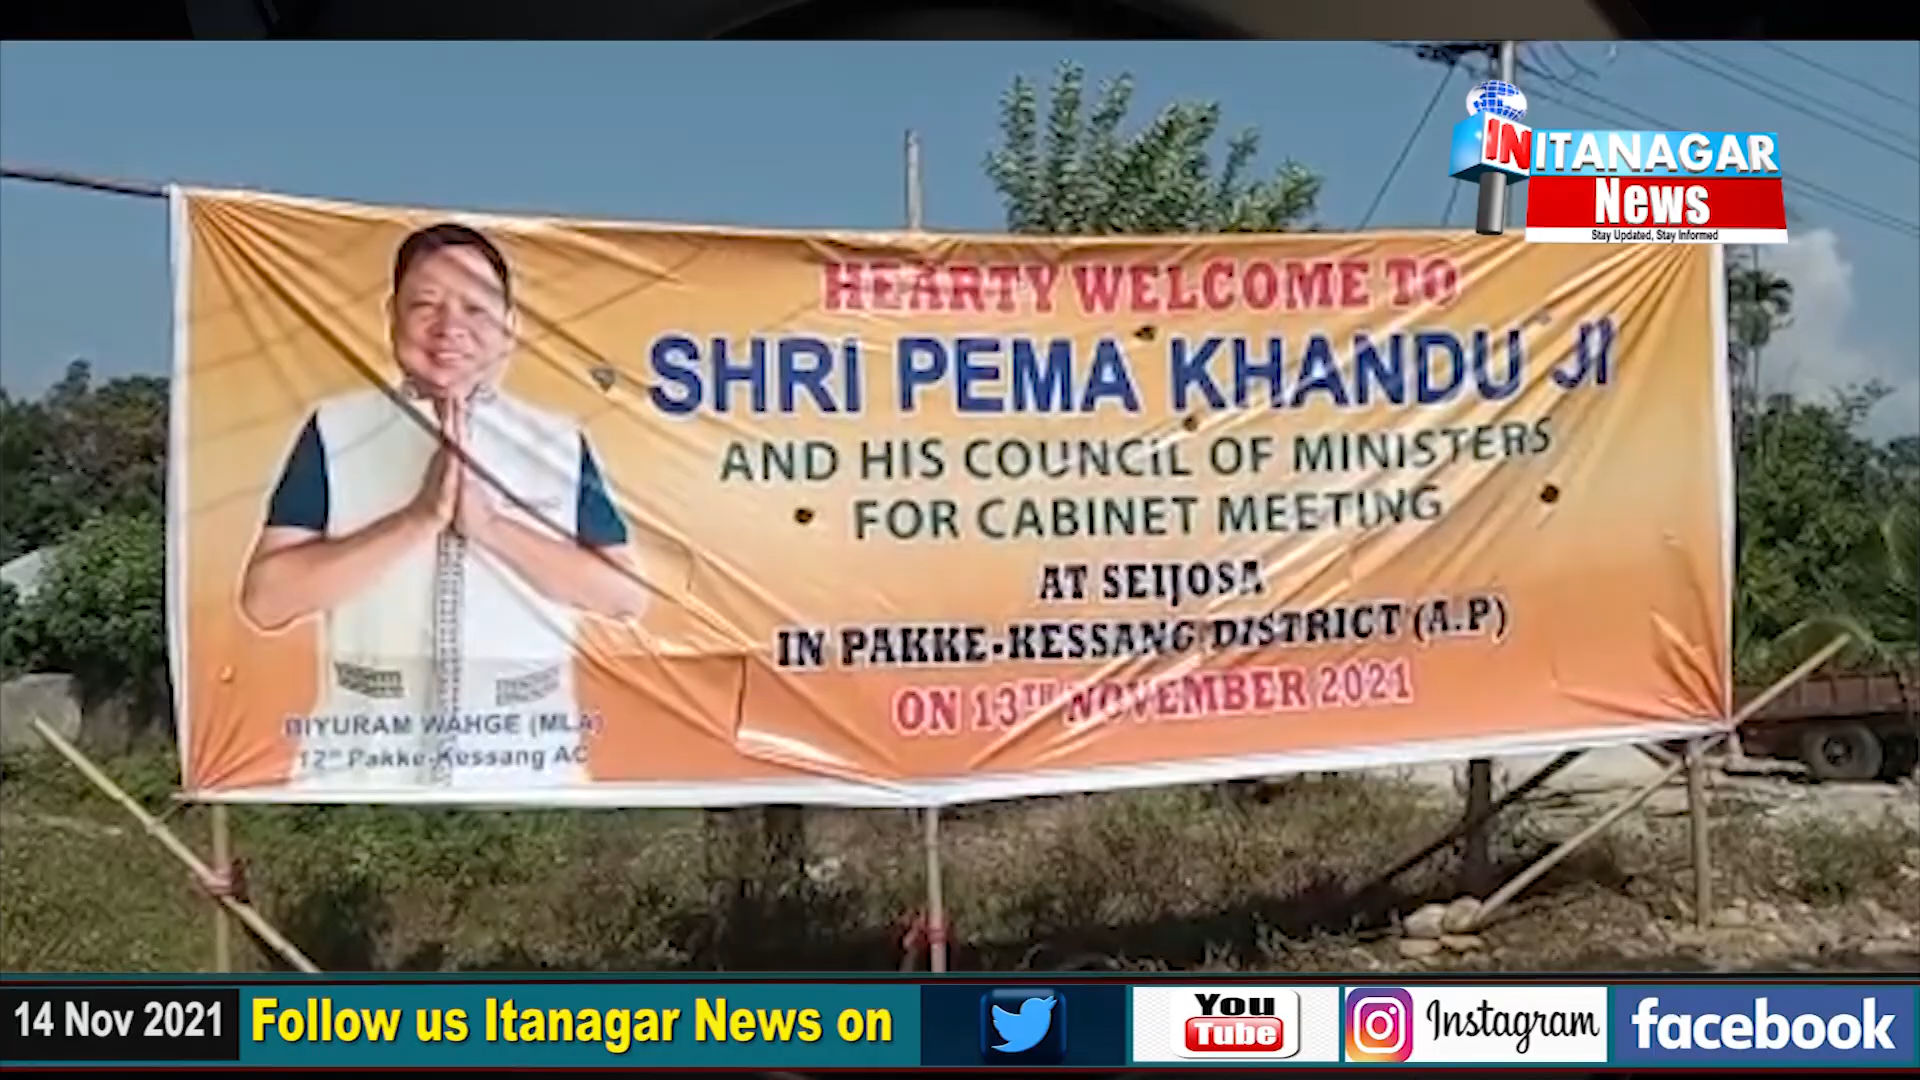 IN ITANAGAR
News
Stay Updated, Stay Informed
HEARTY WELCOME TO
SHRI PEMA KHANDU JI
AND HIS COUNCIL OF MINISTERS
FOR CABINET MEETING
AT SEIJOSA
IN PAKKE-KESSANG DISTRICT (A.P)
ON 13TH NOVEMBER 2021
BIYURAM WAHGE (MLA)
12th Pakke-Kessang AC
14 Nov 2021 Follow us Itanagar News on You Tube Instagram facebook